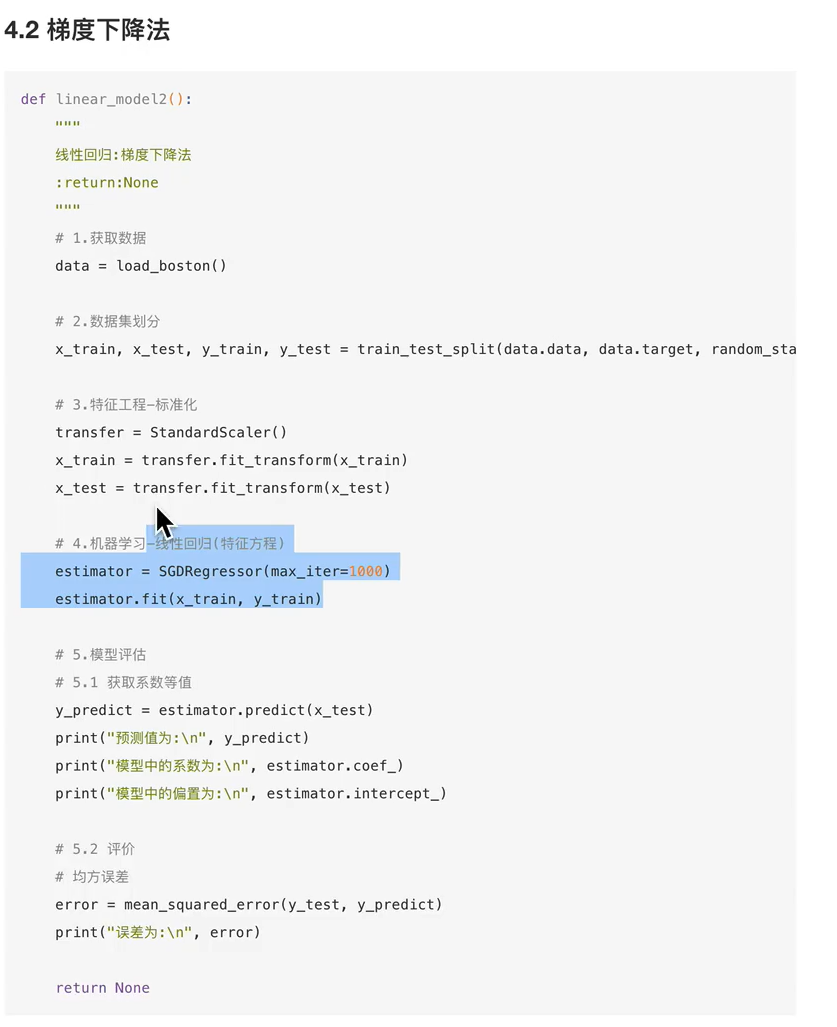 4.2 梯度下降法
def linear_model2():
"""
线性回归:梯度下降法
:return:None
"""
# 1.获取数据
data = load_boston()
# 2.数据集划分
x_train, x_test, y_train, y_test = train_test_split(data.data, data.target, random_sta
# 3.特征工程-标准化
transfer = StandardScaler()
x_train = transfer.fit_transform(x_train)
x_test = transfer.fit_transform(x_test)
# 4.机器学习-线性回归(特征方程)
estimator = SGDRegressor(max_iter=1000)
estimator.fit(x_train, y_train)
# 5.模型评估
# 5.1 获取系数等值
y_predict = estimator.predict(x_test)
print("预测值为:\n", y_predict)
print("模型中的系数为:\n", estimator.coef_)
print("模型中的偏置为:\n", estimator.intercept_)
# 5.2 评价
# 均方误差
error = mean_squared_error(y_test, y_predict)
print("误差为:\n", error)
return None